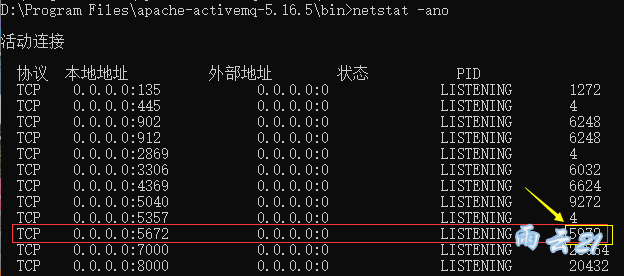 D:\Program Files\apache-activemq-5.16.5\bin>netstat -ano
活动连接
协议 本地地址 外部地址 状态 PID
TCP 0.0.0.0:135 0.0.0.0:0 LISTENING 1272
TCP 0.0.0.0:445 0.0.0.0:0 LISTENING 4
TCP 0.0.0.0:902 0.0.0.0:0 LISTENING 6248
TCP 0.0.0.0:912 0.0.0.0:0 LISTENING 6248
TCP 0.0.0.0:2869 0.0.0.0:0 LISTENING 4
TCP 0.0.0.0:3306 0.0.0.0:0 LISTENING 6032
TCP 0.0.0.0:4369 0.0.0.0:0 LISTENING 6624
TCP 0.0.0.0:5040 0.0.0.0:0 LISTENING 9272
TCP 0.0.0.0:5357 0.0.0.0:0 LISTENING 4
TCP 0.0.0.0:5672 0.0.0.0:0 LISTENING
TCP 0.0.0.0:7000 0.0.0.0:0 LISTENING
TCP 0.0.0.0:8000 0.0.0.0:0 LISTENING 20432